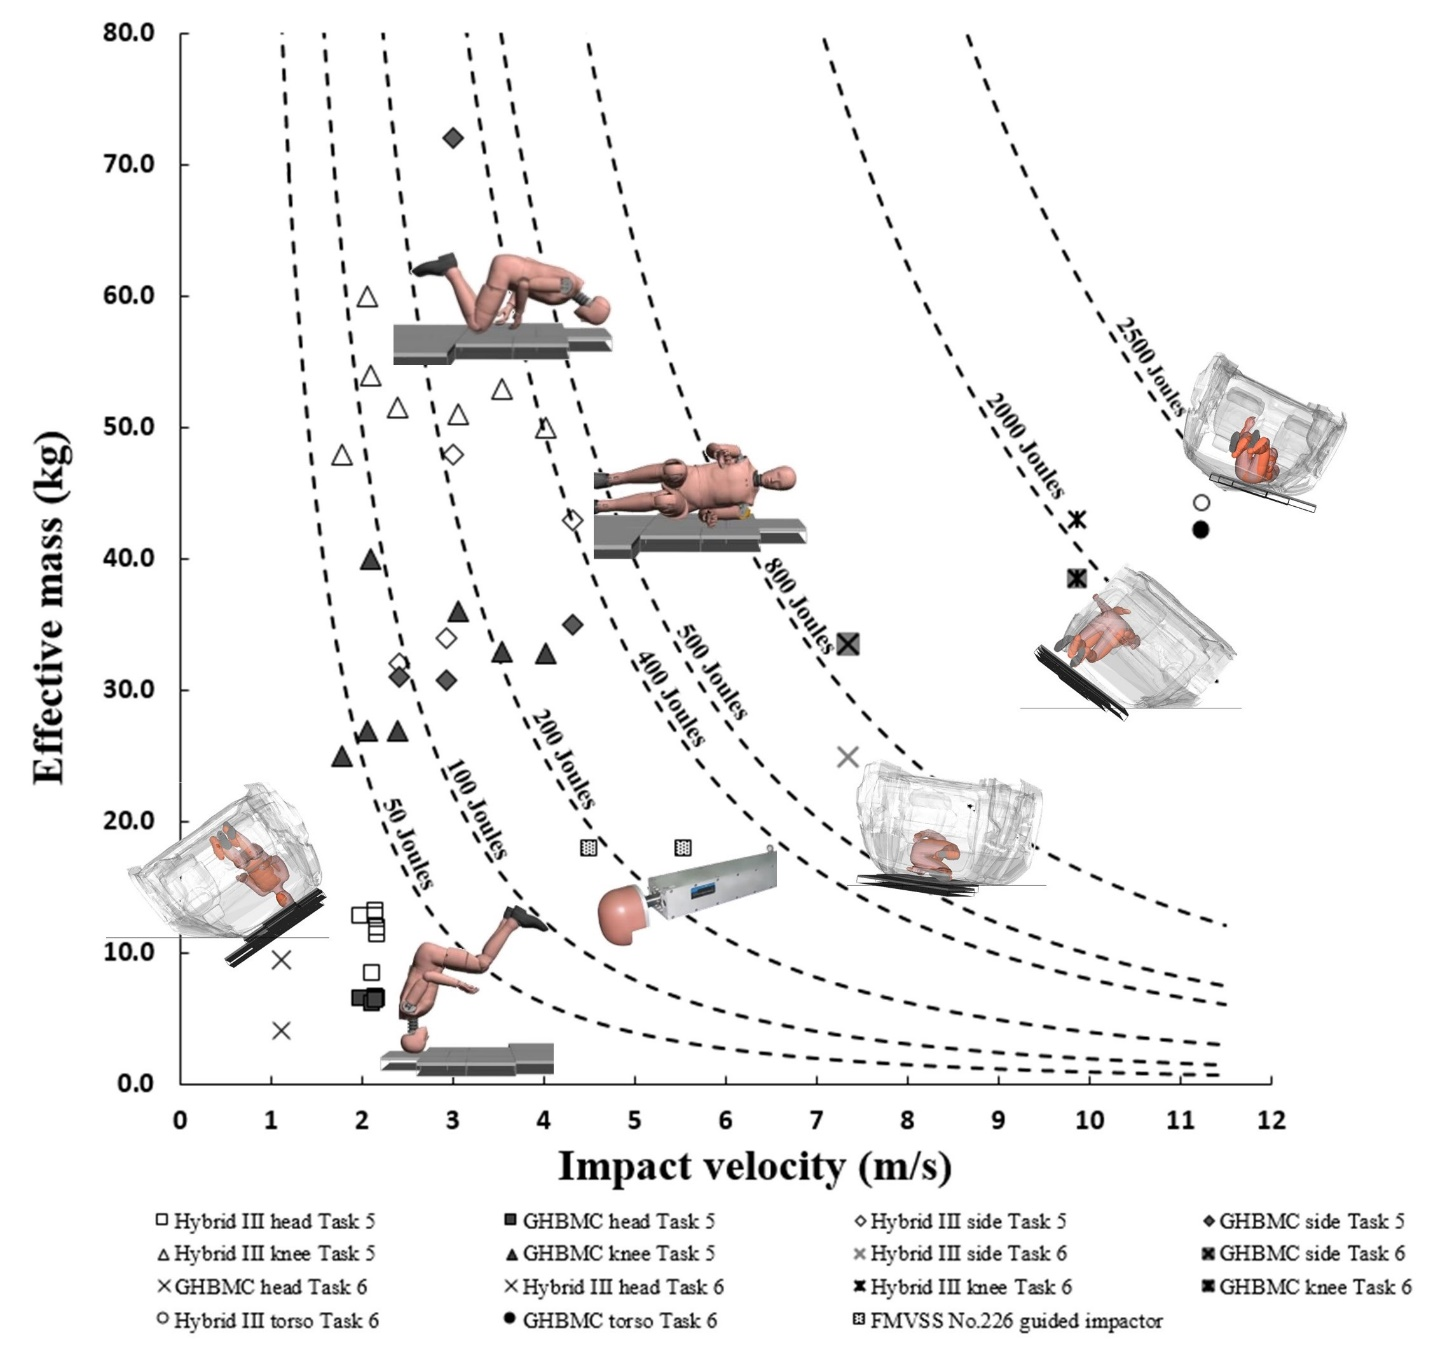 80.0
70.0
60.0
50.0
40.0
30.0
20.0
10.0
0.0
Effective mass (kg)
2500 Joules
2000 Joules
800 Joules
500 Joules
400 Joules
200 Joules
100 Joules
50 Joules
0 1 2 3 4 5 6 7 8 9 10 11 12
Impact velocity (m/s)
Hybrid III head Task 5 GHBMC head Task 5 Hybrid III side Task 5 GHBMC side Task 5
Hybrid III knee Task 5 GHBMC knee Task 5 Hybrid III side Task 6 GHBMC side Task 6
GHBMC head Task 6 Hybrid III head Task 6 Hybrid III knee Task 6 GHBMC knee Task 6
Hybrid III torso Task 6 GHBMC torso Task 6 FMVSS No.226 guided impactor